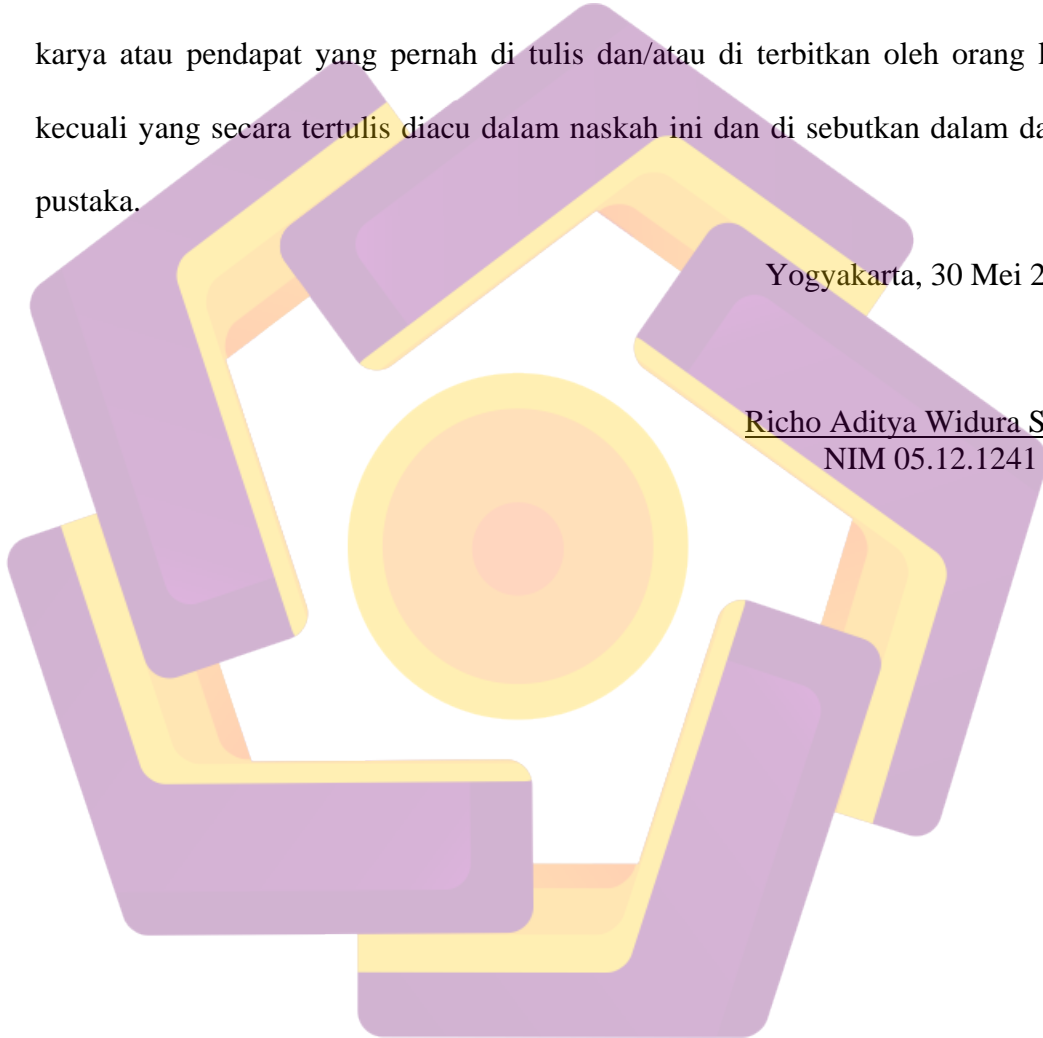 karya atau pendapat yang pernah di tulis dan/atau di terbitkan oleh orang
kecuali yang secara tertulis diacu dalam naskah ini dan di sebutkan dalam
pustaka.
Yogyakarta, 30 Mei
Richo Aditya Widura
NIM 05.12.1241